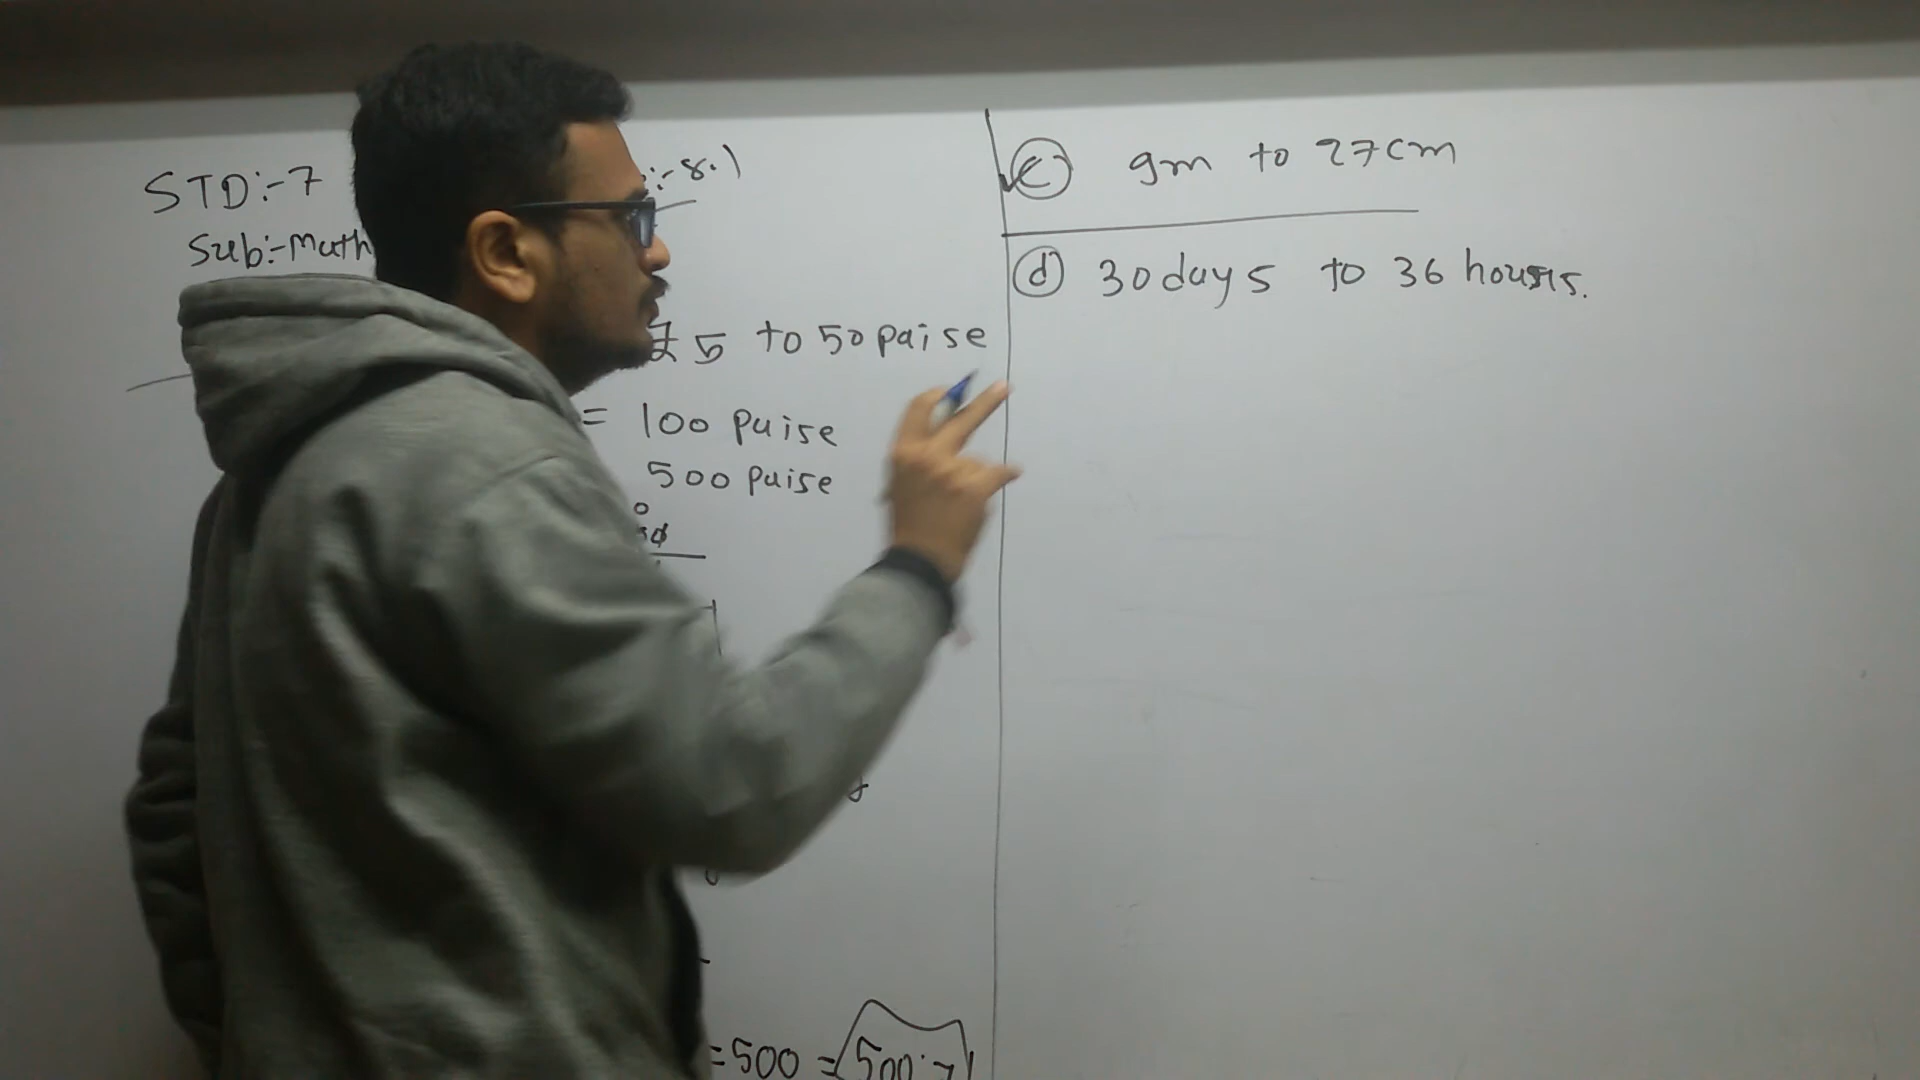 STD:-7 :-8.1
Sub:-Math
₹ 5 to 50 paise
= 100 paise
500 paise
=500 = 500:1
(c) 9m to 27cm
(d) 30 days to 36 hours.